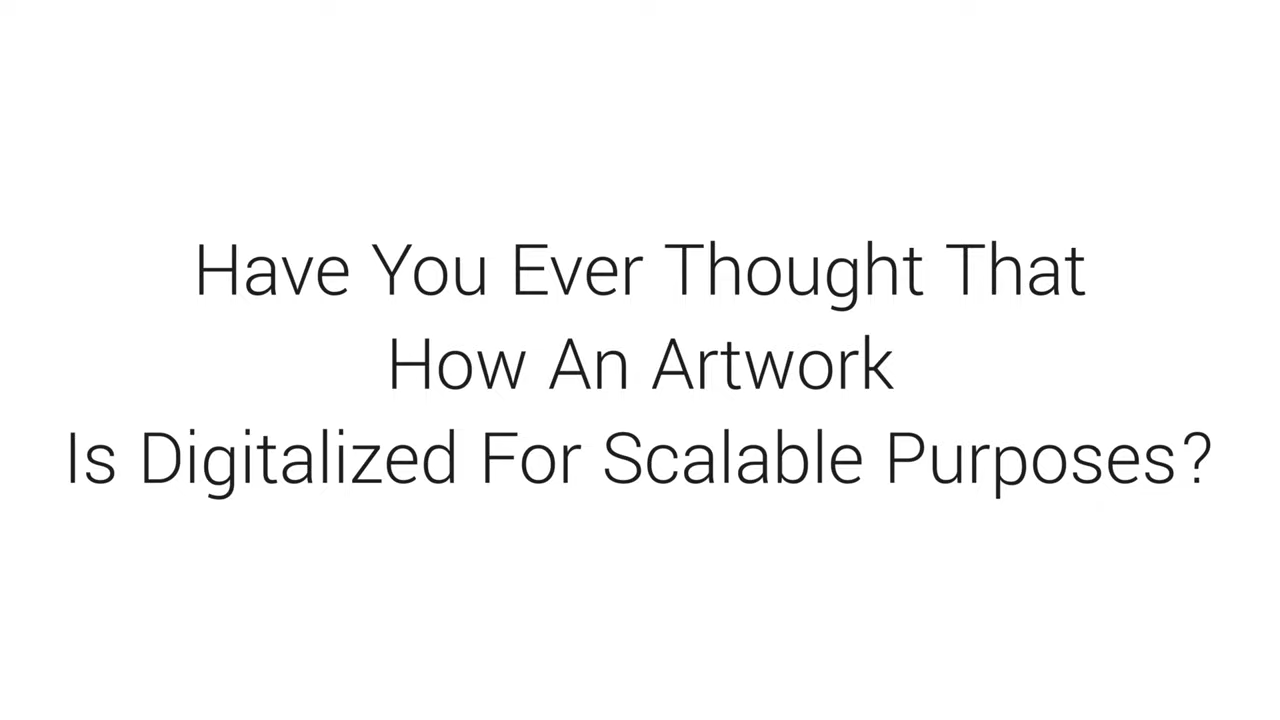 Have You Ever Thought That
How An Artwork
Is Digitalized For Scalable Purposes?